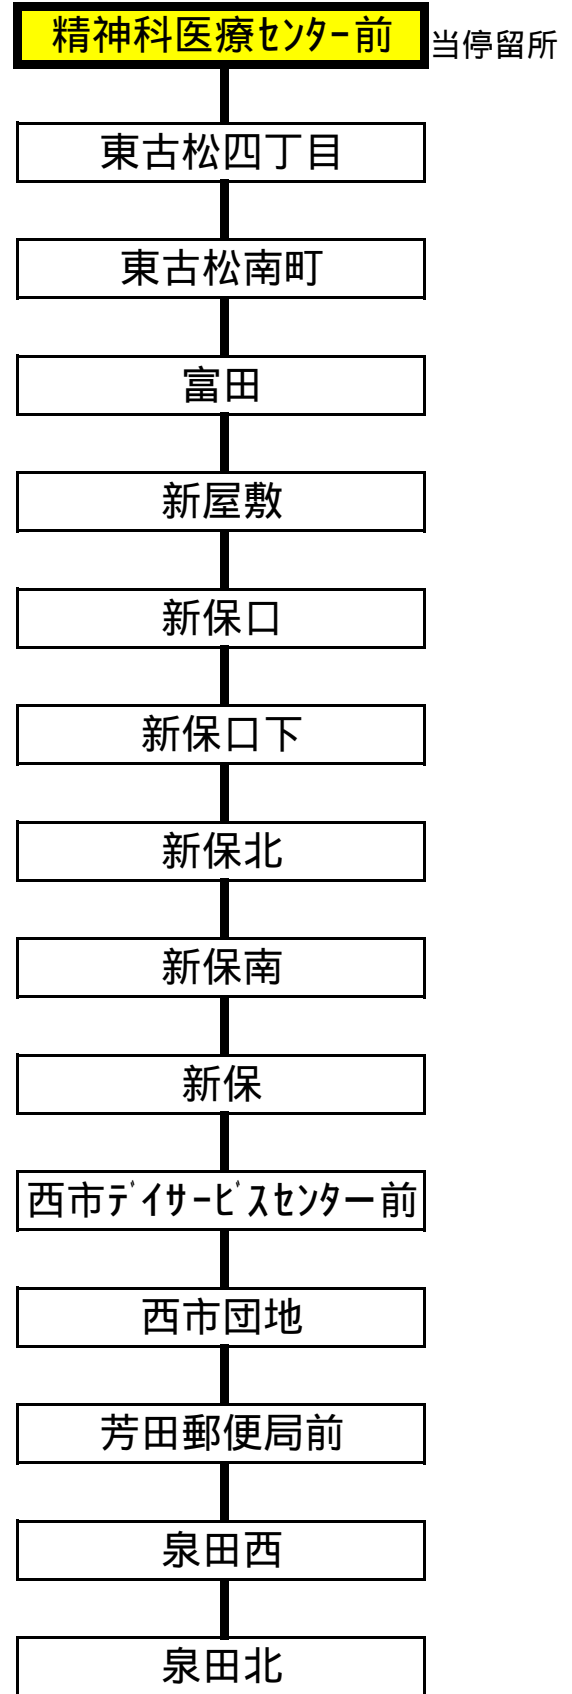 精神科医療ｾﾝﾀｰ前 当停留所
東古松四丁目
東古松南町
富田
新屋敷
新保口
新保口下
新保北
新保南
新保
西市ﾃﾞｲｻｰﾋﾞｽｾﾝﾀｰ前
西市団地
芳田郵便局前
泉田西
泉田北